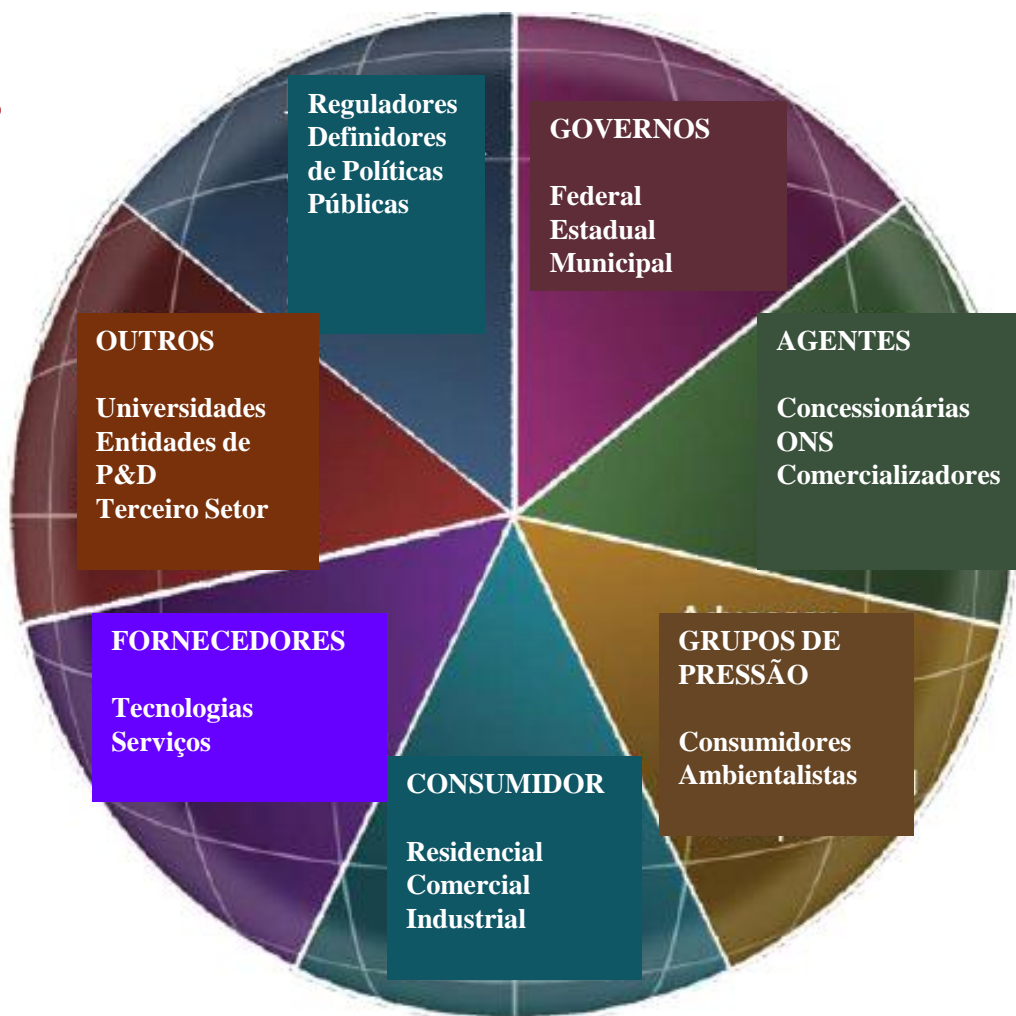 Reguladores
Definidores
de Políticas
Públicas
GOVERNOS
Federal
Estadual
Municipal
OUTROS
Universidades
Entidades de
P&D
Terceiro Setor
AGENTES
Concessionárias
ONS
Comercializadores
FORNECEDORES
Tecnologias
Serviços
GRUPOS DE
PRESSÃO
Consumidores
Ambientalistas
CONSUMIDOR
Residencial
Comercial
Industrial